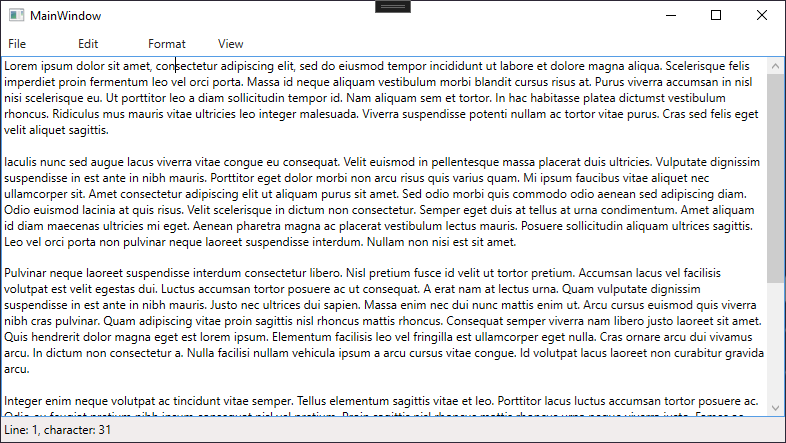 MainWindow
File Edit Format View
Lorem ipsum dolor sit amet, consectetur adipiscing elit, sed do eiusmod tempor incididunt ut labore et dolore magna aliqua. Scelerisque felis
imperdiet proin fermentum leo vel orci porta. Massa id neque aliquam vestibulum morbi blandit cursus risus at. Purus viverra accumsan in nisl
nisi scelerisque eu. Ut porttitor leo a diam sollicitudin tempor id. Nam aliquam sem et tortor. In hac habitasse platea dictumst vestibulum
rhoncus. Ridiculus mus mauris vitae ultricies leo integer malesuada. Viverra suspendisse potenti nullam ac tortor vitae purus. Cras sed felis eget
velit aliquet sagittis.
Iaculis nunc sed augue lacus viverra vitae congue eu consequat. Velit euismod in pellentesque massa placerat duis ultricies. Vulputate dignissim
suspendisse in est ante in nibh mauris. Porttitor eget dolor morbi non arcu risus quis varius quam. Mi ipsum faucibus vitae aliquet nec
ullamcorper sit. Amet consectetur adipiscing elit ut aliquam purus sit amet. Sed odio morbi quis commodo odio aenean sed adipiscing diam.
Odio euismod lacinia at quis risus. Velit scelerisque in dictum non consectetur. Semper eget duis at tellus at urna condimentum. Amet aliquam
id diam maecenas ultricies mi eget. Aenean pharetra magna ac placerat vestibulum lectus mauris. Posuere sollicitudin aliquam ultrices sagittis.
Leo vel orci porta non pulvinar neque laoreet suspendisse interdum. Nullam non nisi est sit amet.
Pulvinar neque laoreet suspendisse interdum consectetur libero. Nisl pretium fusce id velit ut tortor pretium. Accumsan lacus vel facilisis
volutpat est velit egestas dui. Luctus accumsan tortor posuere ac ut consequat. A erat nam at lectus urna. Quam vulputate dignissim
suspendisse in est ante in nibh mauris. Justo nec ultrices dui sapien. Massa enim nec dui nunc mattis enim ut. Arcu cursus euismod quis viverra
nibh cras pulvinar. Quam adipiscing vitae proin sagittis nisl rhoncus mattis rhoncus. Consequat semper viverra nam libero justo laoreet sit amet.
Quis hendrerit dolor magna eget est lorem ipsum. Elementum facilisis leo vel fringilla est ullamcorper eget nulla. Cras ornare arcu dui vivamus
arcu. In dictum non consectetur a. Nulla facilisi nullam vehicula ipsum a arcu cursus vitae congue. Id volutpat lacus laoreet non curabitur gravida
arcu.
Integer enim neque volutpat ac tincidunt vitae semper. Tellus elementum sagittis vitae et leo. Porttitor lacus luctus accumsan tortor posuere ac.
Line: 1, character: 31